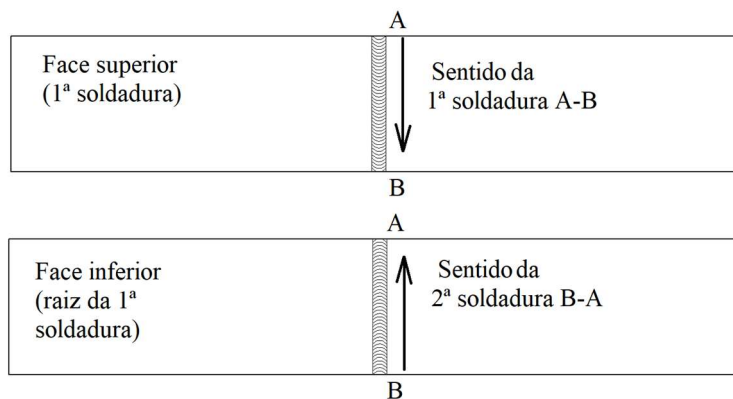 A
Face superior
(1ª soldadura)
Sentido da
1ª soldadura A-B
B
A
Face inferior
(raiz da 1ª
soldadura)
Sentido da
2ª soldadura B-A
B